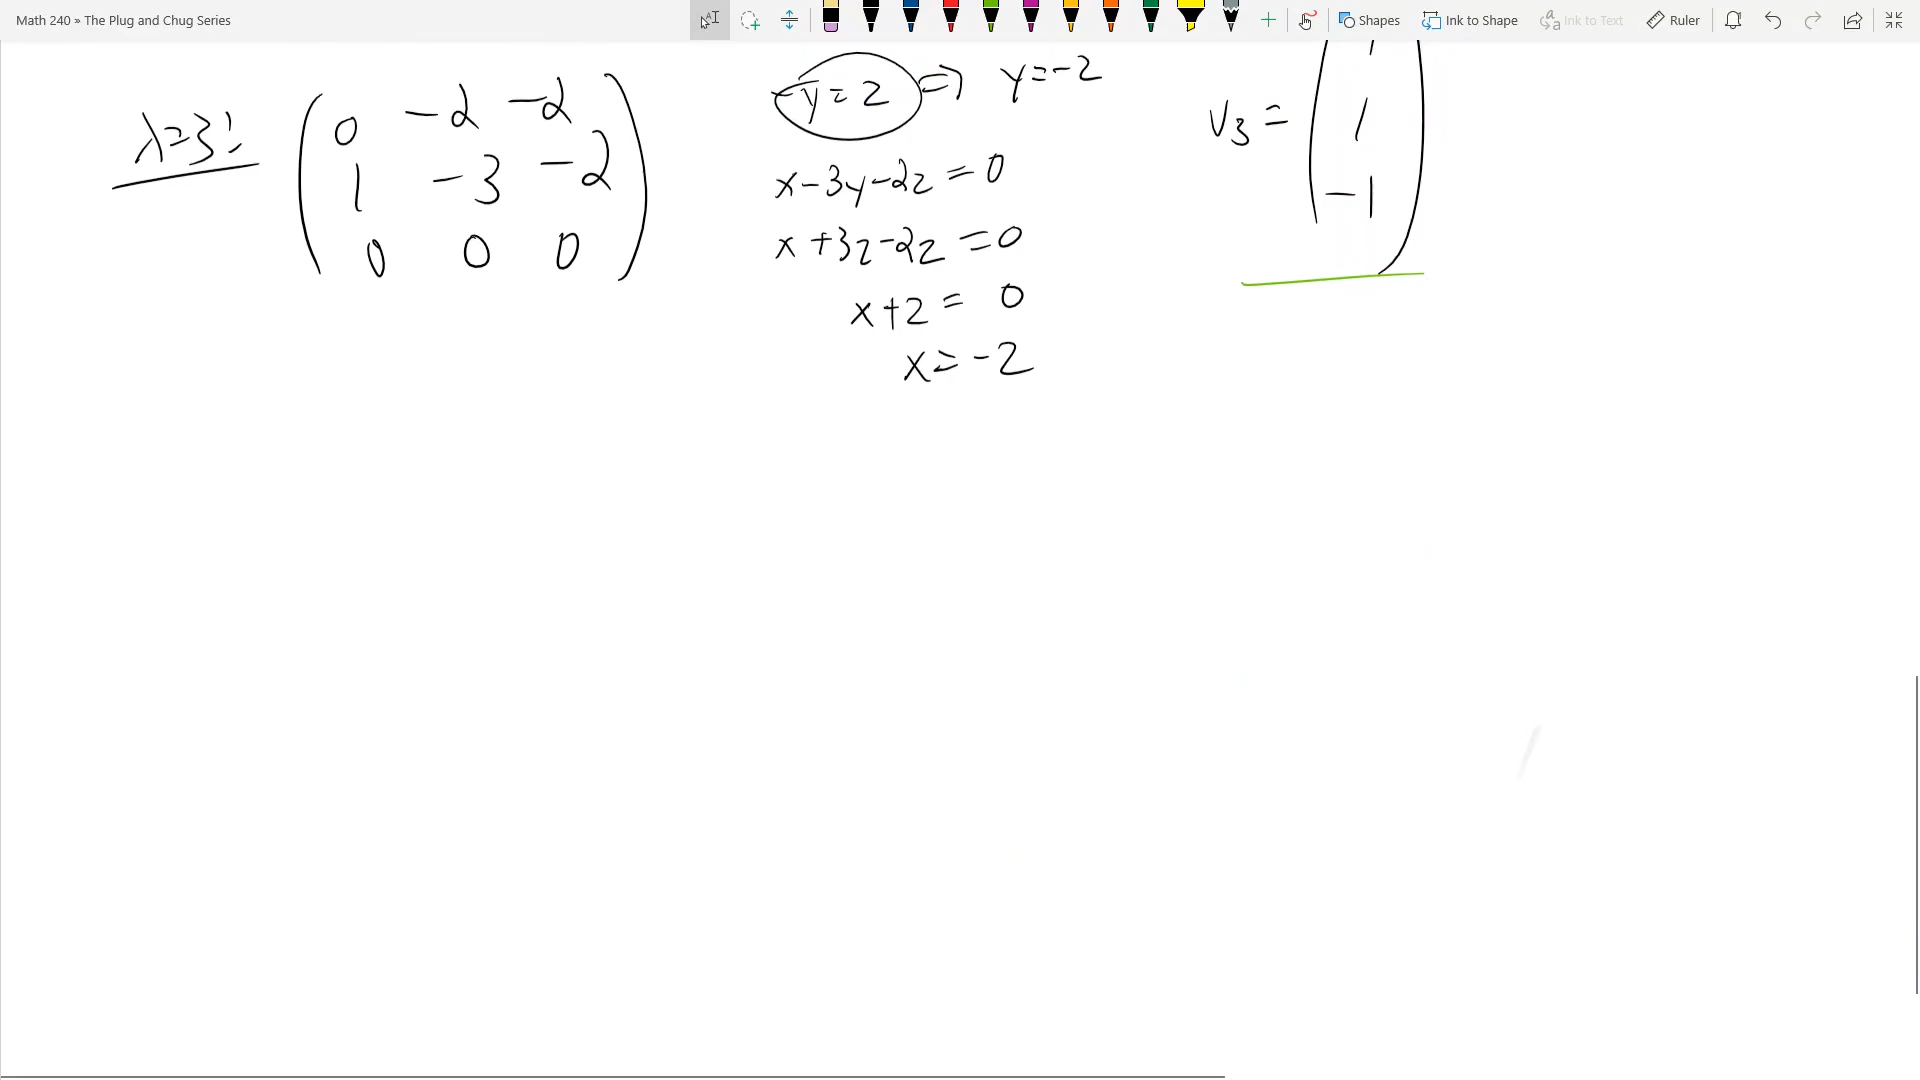 Math 240 » The Plug and Chug Series
Shapes
Ink to Shape
Ink to Text
Ruler
λ=3:
0 -2 -2
1 -3 -2
0 0 0
-y=2 ⇒ y=-2
x-3y-2z=0
x+3z-2z=0
x+z=0
x=-z
v3=
1
1
-1